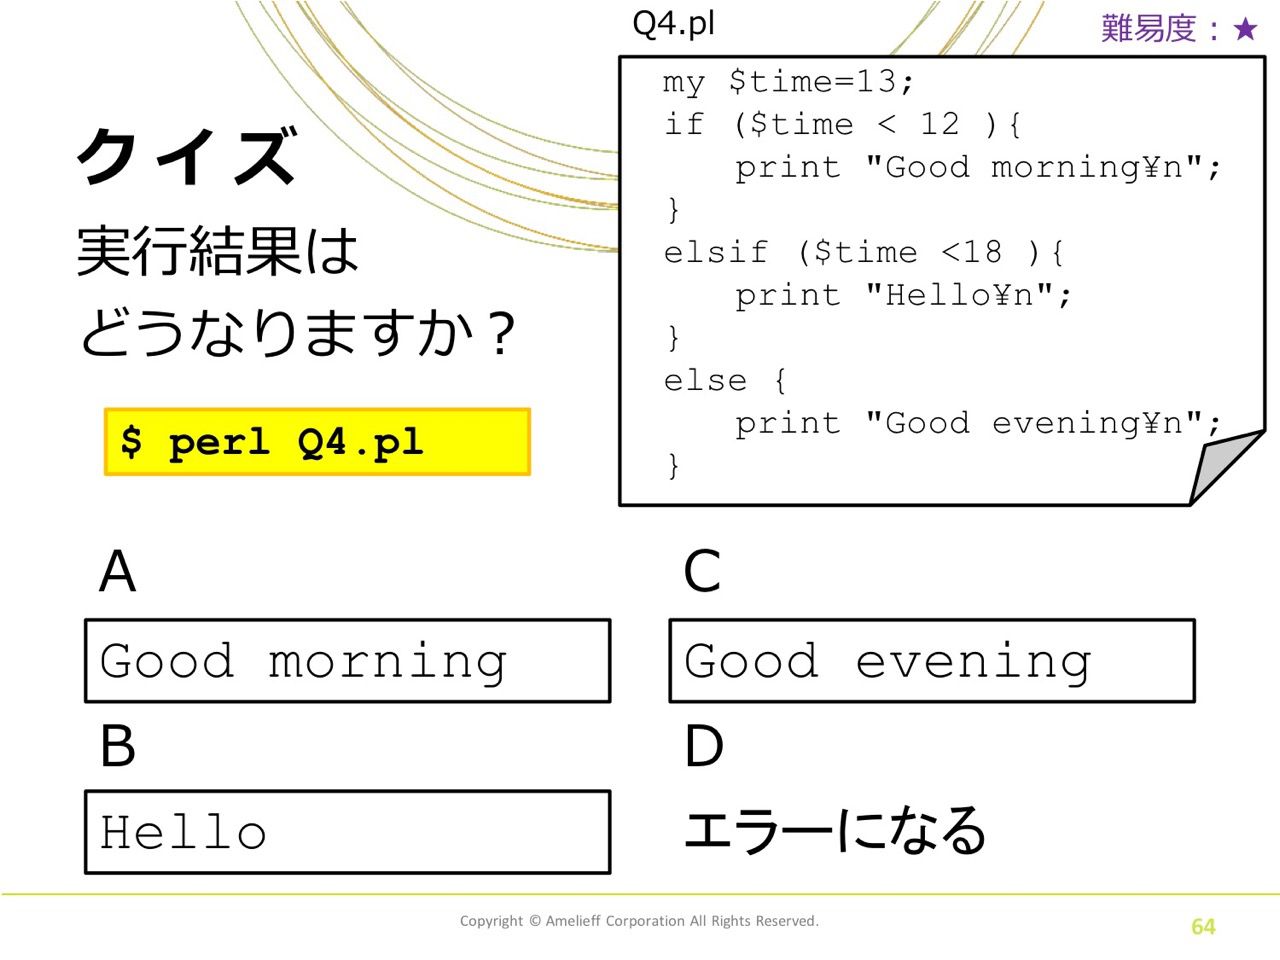 Q4.pl
難易度：★
クイズ
実行結果は
どうなりますか？
$ perl Q4.pl
my $time=13;
if ($time < 12 ){
print "Good morning¥n";
}
elsif ($time <18 ){
print "Hello¥n";
}
else {
print "Good evening¥n";
}
A
Good morning
B
Hello
C
Good evening
D
エラーになる
Copyright © Amelieff Corporation All Rights Reserved.
64